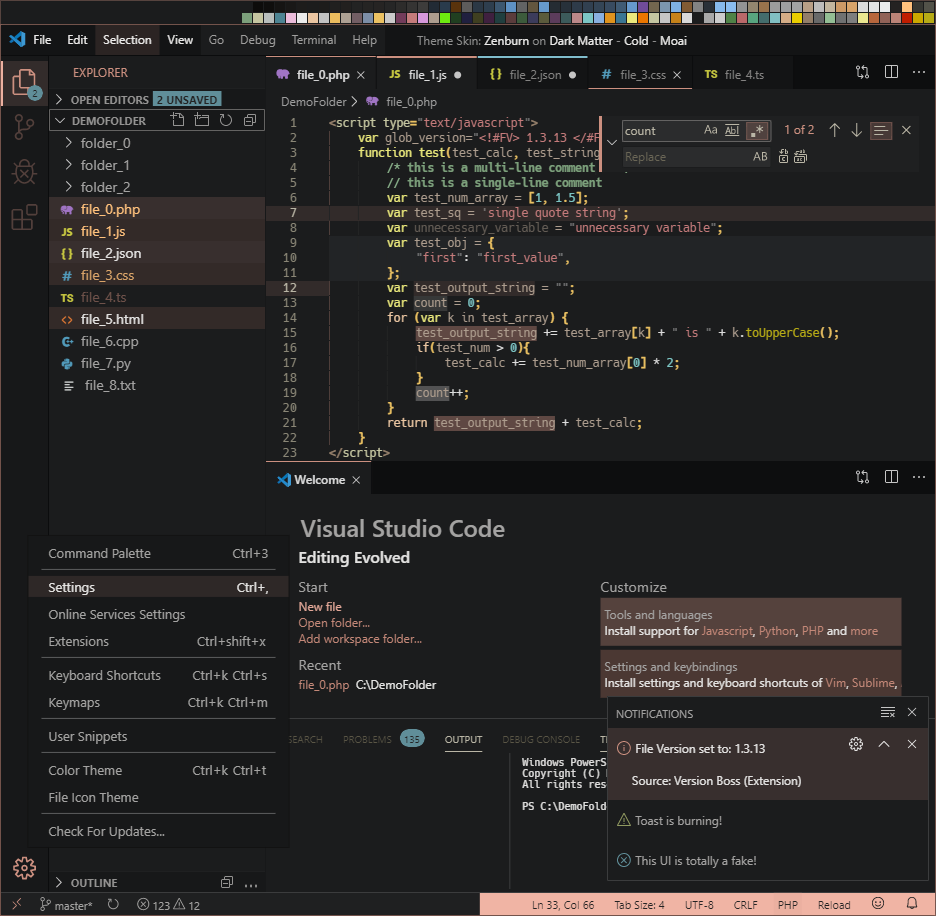 File Edit Selection View Go Debug Terminal Help Theme Skin: Zenburn on Dark Matter - Cold - Moai
2
EXPLORER
OPEN EDITORS 2 UNSAVED
DEMOFOLDER
folder_0
folder_1
folder_2
file_0.php
JS file_1.js
{} file_2.json
# file_3.css
TS file_4.ts
<> file_5.html
file_6.cpp
file_7.py
file_8.txt
file_0.php × JS file_1.js ● {} file_2.json ● # file_3.css × TS file_4.ts
DemoFolder > file_0.php
count Aa Abl .* 1 of 2
Replace AB
1 <script type="text/javascript">
2 var glob_version="<!#FV> 1.3.13 </#F
3 function test(test_calc, test_string
4 /* this is a multi-line comment
5 // this is a single-line comment
6 var test_num_array = [1, 1.5];
7 var test_sq = 'single quote string';
8 var unnecessary_variable = "unnecessary variable";
9 var test_obj = {
10 "first": "first_value",
11 };
12 var test_output_string = "";
13 var count = 0;
14 for (var k in test_array) {
15 test_output_string += test_array[k] + " is " + k.toUpperCase();
16 if(test_num > 0){
17 test_calc += test_num_array[0] * 2;
18 }
19 count++;
20 }
21 return test_output_string + test_calc;
22 }
23 </script>
Welcome ×
Visual Studio Code
Editing Evolved
Start
New file
Open folder...
Add workspace folder...
Recent
file_0.php C:\DemoFolder
Customize
Tools and languages
Install support for Javascript, Python, PHP and more
Settings and keybindings
Install settings and keyboard shortcuts of Vim, Sublime,
Command Palette Ctrl+3
Settings Ctrl+,
Online Services Settings
Extensions Ctrl+shift+x
Keyboard Shortcuts Ctrl+k Ctrl+s
Keymaps Ctrl+k Ctrl+m
User Snippets
Color Theme Ctrl+k Ctrl+t
File Icon Theme
Check For Updates...
SEARCH PROBLEMS 135 OUTPUT DEBUG CONSOLE T
Windows PowerS
Copyright (C)
All rights res
PS C:\DemoFold
NOTIFICATIONS
File Version set to: 1.3.13
Source: Version Boss (Extension)
Toast is burning!
This UI is totally a fake!
OUTLINE
master* 123 12 Ln 33, Col 66 Tab Size: 4 UTF-8 CRLF PHP Reload